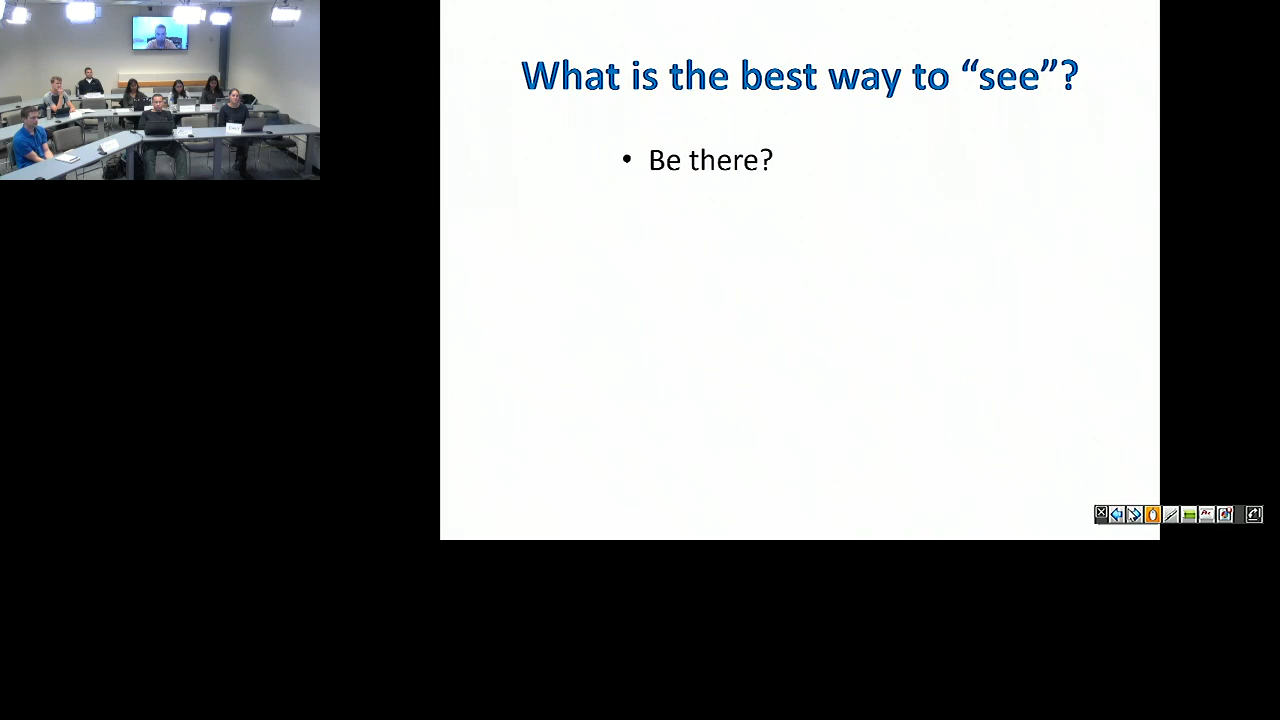 What is the best way to “see”?
• Be there?